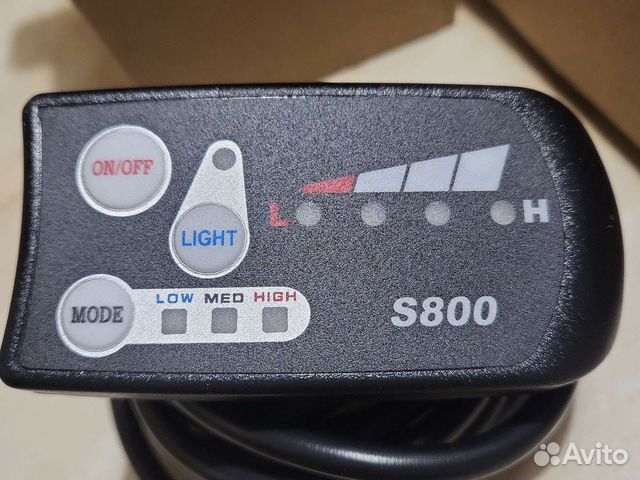 ON/OFF
LIGHT
L H
LOW MED HIGH
MODE
S800
Avito